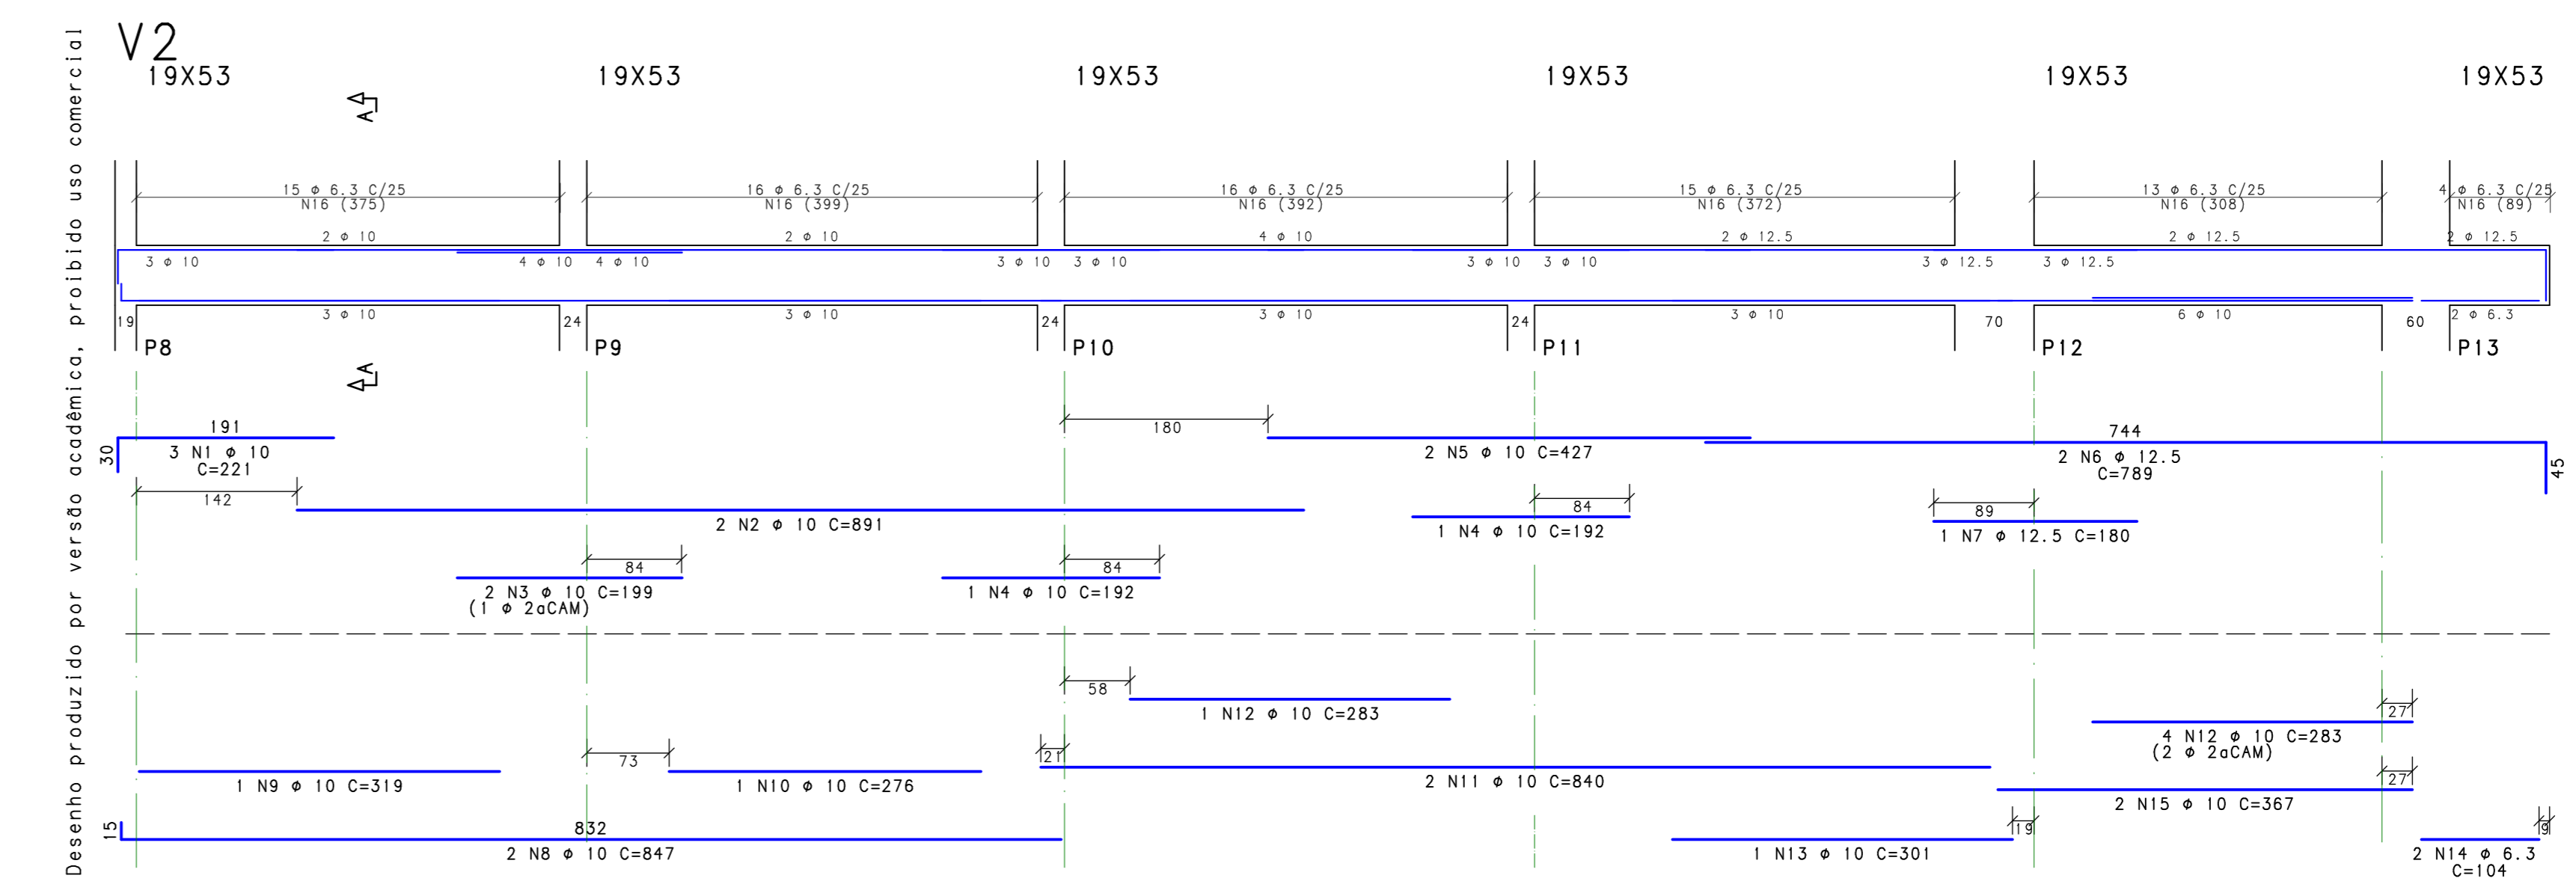 V2
19X53
19X53
19X53
19X53
19X53
19X53
Desenho produzido por versão acadêmica, proibido uso comercial
A
15 φ 6.3 C/25
N16 (375)
16 φ 6.3 C/25
N16 (399)
16 φ 6.3 C/25
N16 (392)
15 φ 6.3 C/25
N16 (372)
13 φ 6.3 C/25
N16 (308)
4 φ 6.3 C/25
N16 (89)
2 φ 10
2 φ 10
4 φ 10
2 φ 12.5
2 φ 12.5
2 φ 12.5
3 φ 10
4 φ 10
4 φ 10
3 φ 10
3 φ 10
3 φ 10
3 φ 10
3 φ 12.5
3 φ 12.5
3 φ 10
3 φ 10
3 φ 10
3 φ 10
6 φ 10
2 φ 6.3
19
24
24
24
70
60
P8
P9
P10
P11
P12
P13
A
191
30
3 N1 φ 10
C=221
180
2 N5 φ 10 C=427
744
2 N6 φ 12.5
C=789
45
142
2 N2 φ 10 C=891
84
1 N4 φ 10 C=192
89
1 N7 φ 12.5 C=180
84
2 N3 φ 10 C=199
(1 φ 2aCAM)
84
1 N4 φ 10 C=192
58
1 N12 φ 10 C=283
27
4 N12 φ 10 C=283
(2 φ 2aCAM)
1 N9 φ 10 C=319
73
1 N10 φ 10 C=276
21
2 N11 φ 10 C=840
27
2 N15 φ 10 C=367
15
832
2 N8 φ 10 C=847
19
1 N13 φ 10 C=301
9
2 N14 φ 6.3
C=104